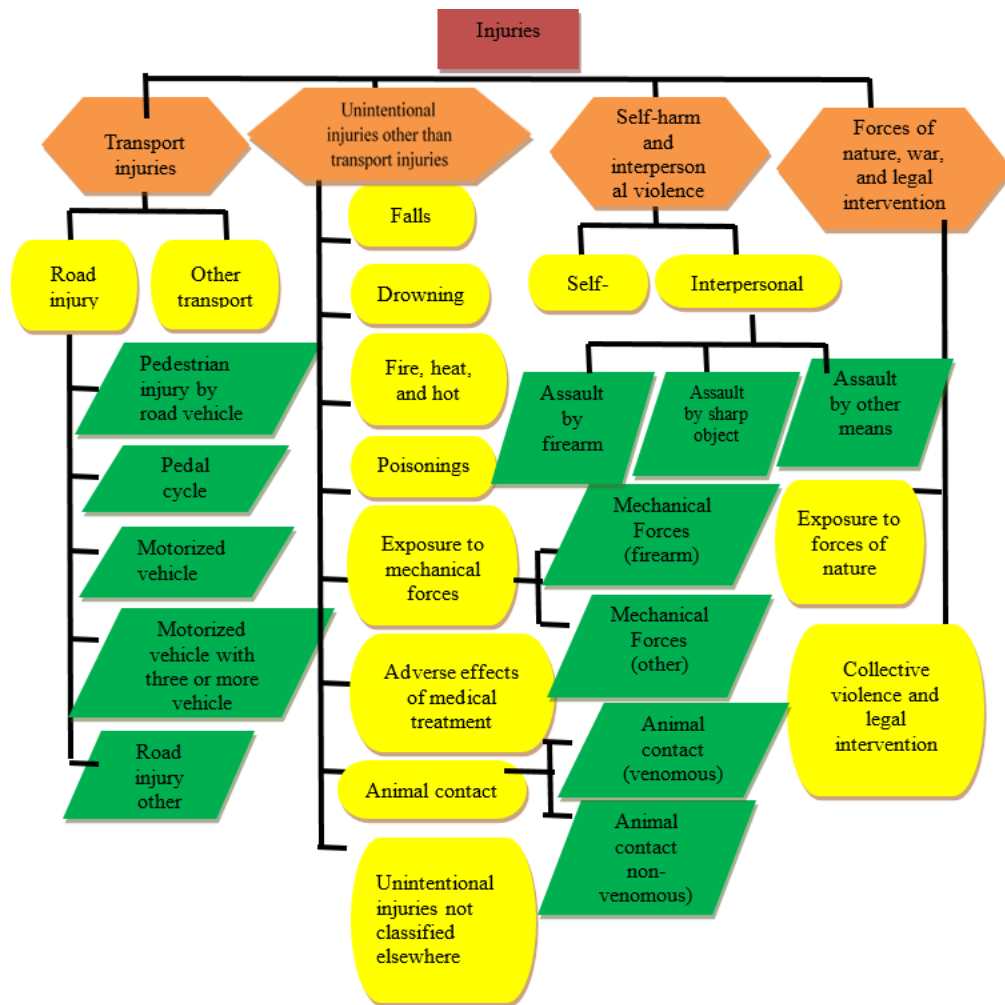 Injuries
Transport
injuries
Unintentional
injuries other than
transport injuries
Self-harm
and
interperson
al violence
Forces of
nature, war,
and legal
intervention
Road
injury
Other
transport
Pedestrian
injury by
road vehicle
Pedal
cycle
Motorized
vehicle
Motorized
vehicle with
three or more
vehicle
Road
injury
other
Falls
Drowning
Fire, heat,
and hot
Poisonings
Exposure to
mechanical
forces
Mechanical
Forces
(firearm)
Mechanical
Forces
(other)
Adverse effects
of medical
treatment
Animal contact
Animal
contact
(venomous)
Animal
contact
non-
venomous)
Unintentional
injuries not
classified
elsewhere
Self-
Interpersonal
Assault
by
firearm
Assault
by sharp
object
Assault
by other
means
Exposure to
forces of
nature
Collective
violence and
legal
intervention